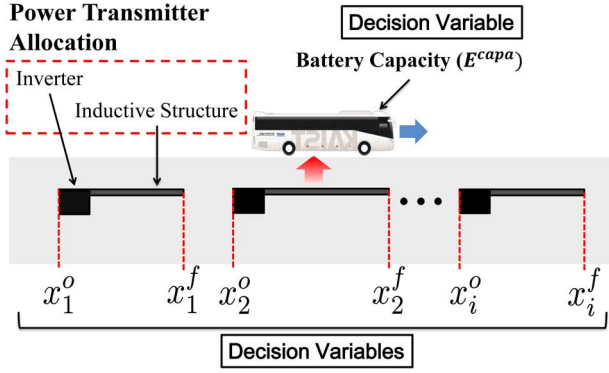 Power Transmitter
Allocation
Decision Variable
Battery Capacity (E^{capa})
Inverter
Inductive Structure
x_1^o x_1^f x_2^o x_2^f x_i^o x_i^f
Decision Variables